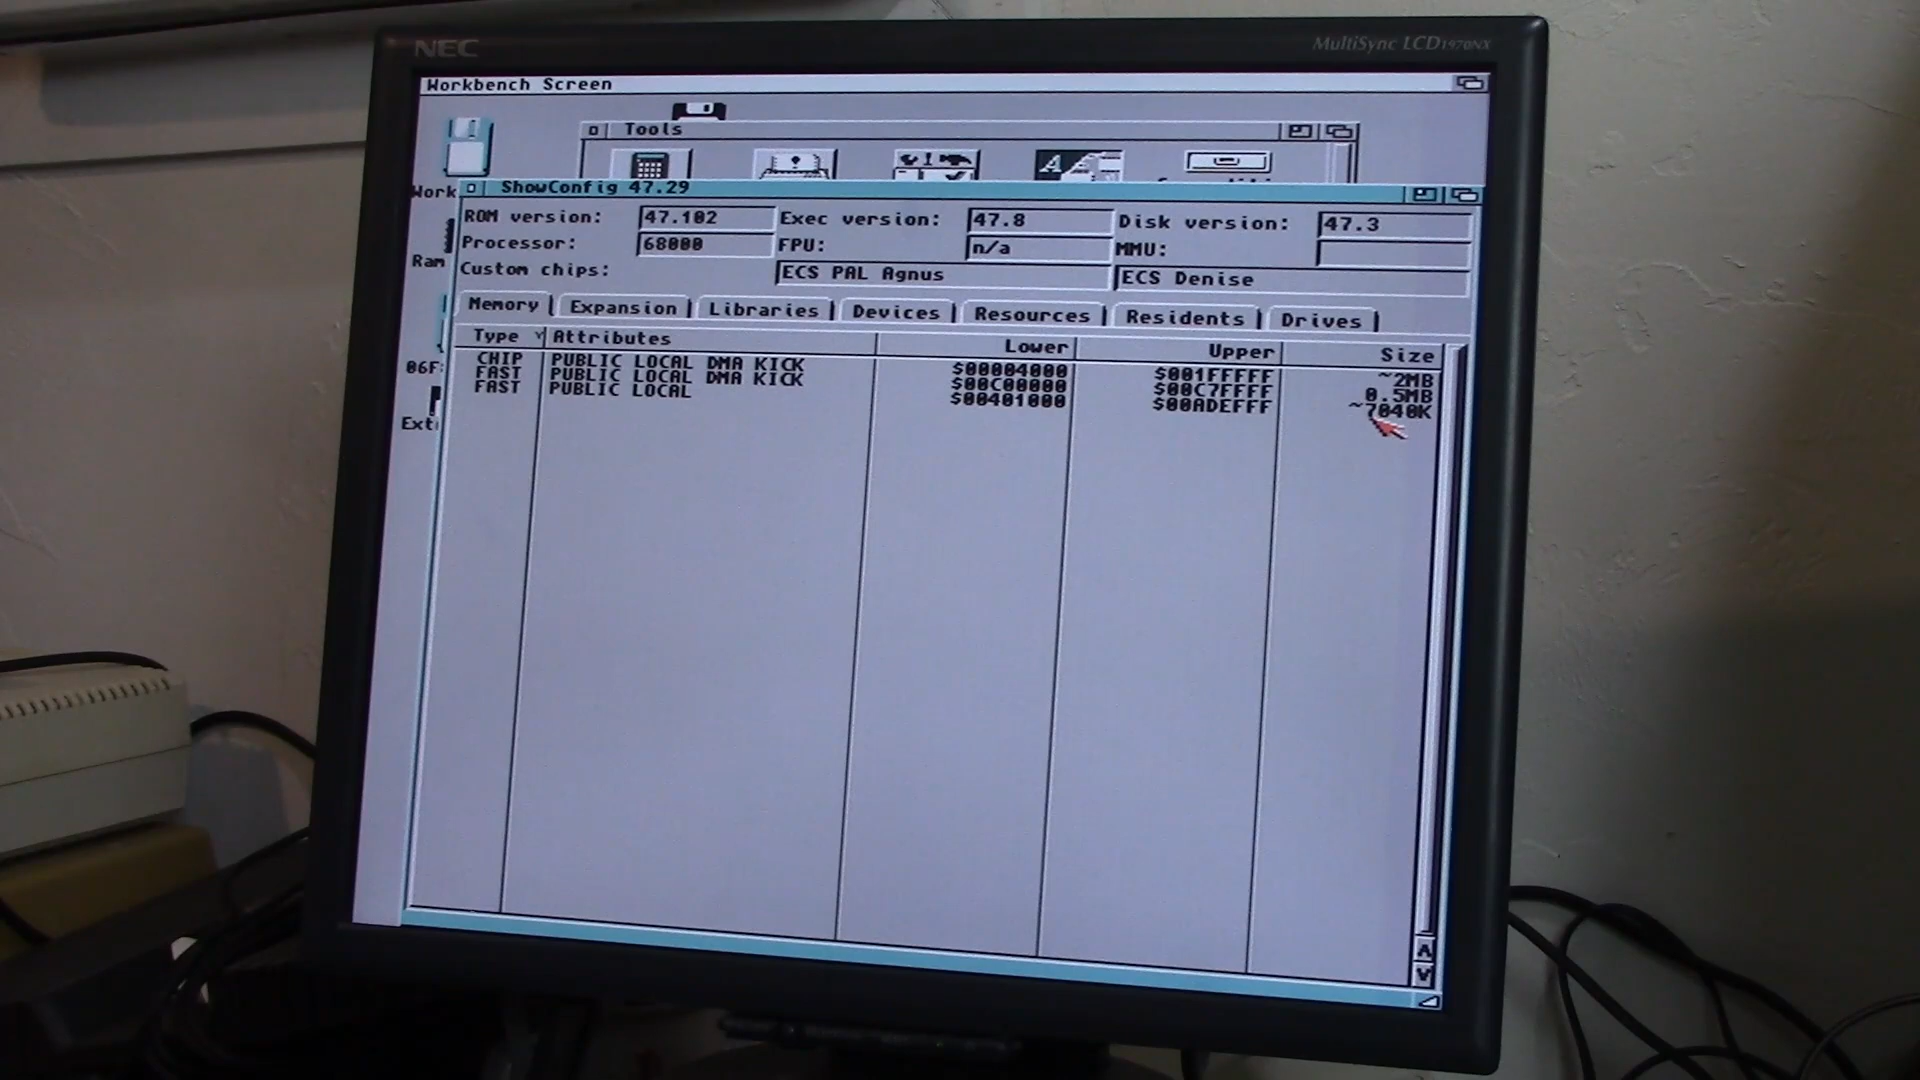 NEC
MultiSync LCD1970NX
Workbench Screen
Tools
Work
ShowConfig 47.29
ROM version: 47.102 Exec version: 47.8 Disk version: 47.3
Processor: 68000 FPU: n/a MMU:
Ram
Custom chips: ECS PAL Agnus ECS Denise
Memory Expansion Libraries Devices Resources Residents Drives
Type Attributes Lower Upper Size
CHIP PUBLIC LOCAL DMA KICK $00004000 $001FFFFF ~2MB
FAST PUBLIC LOCAL DMA KICK $00C00000 $00C7FFFF 0.5MB
FAST PUBLIC LOCAL $00401000 $00ADEFFF ~7040K
06F